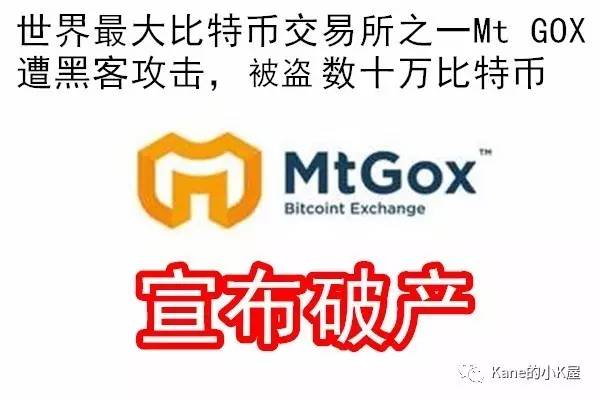 世界最大比特币交易所之一Mt GOX
遭黑客攻击，被盗数十万比特币
MtGox™
Bitcoint Exchange
宣布破产
Kane的小K屋